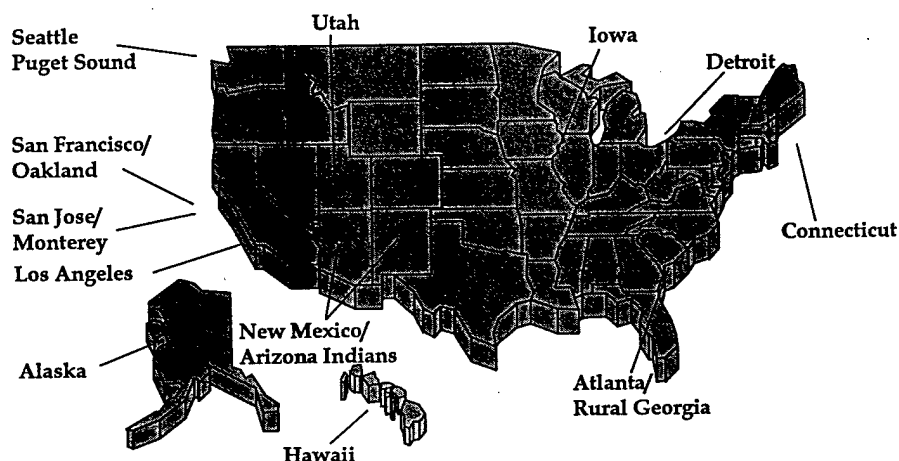 Utah
Seattle
Puget Sound
Iowa
Detroit
San Francisco/
Oakland
San Jose/
Monterey
Los Angeles
Connecticut
New Mexico/
Arizona Indians
Alaska
Atlanta/
Rural Georgia
Hawaii